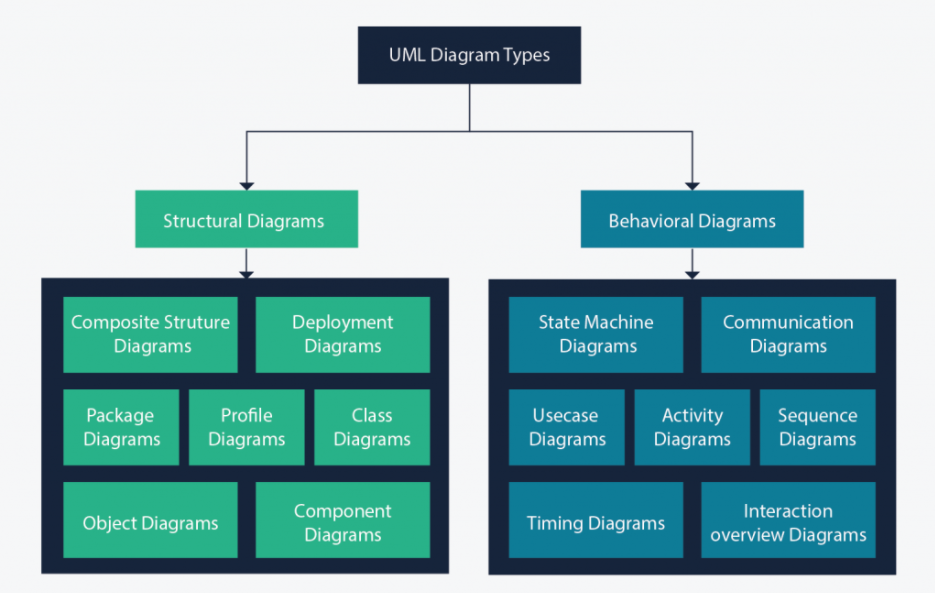 UML Diagram Types
Structural Diagrams
Behavioral Diagrams
Composite Struture
Diagrams
Deployment
Diagrams
Package
Diagrams
Profile
Diagrams
Class
Diagrams
Object Diagrams
Component
Diagrams
State Machine
Diagrams
Communication
Diagrams
Usecase
Diagrams
Activity
Diagrams
Sequence
Diagrams
Timing Diagrams
Interaction
overview Diagrams